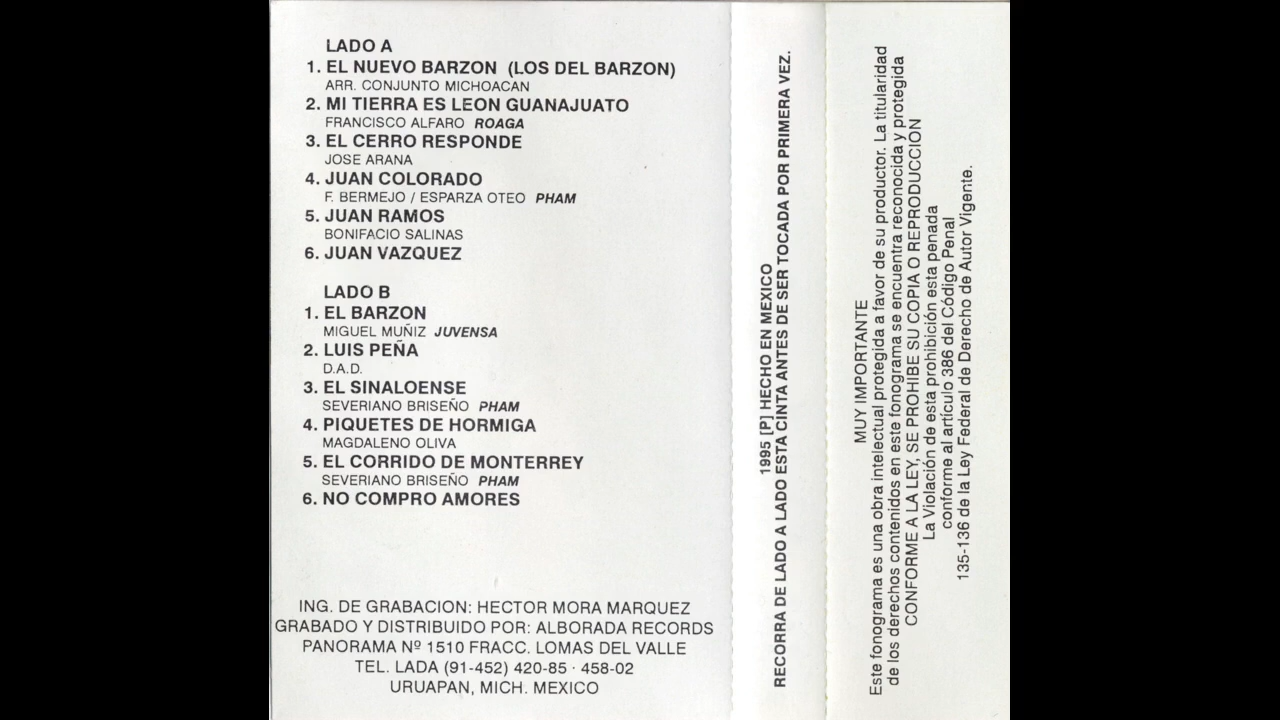 LADO A
1. EL NUEVO BARZON (LOS DEL BARZON)
ARR. CONJUNTO MICHOACAN
2. MI TIERRA ES LEON GUANAJUATO
FRANCISCO ALFARO ROAGA
3. EL CERRO RESPONDE
JOSE ARANA
4. JUAN COLORADO
F. BERMEJO / ESPARZA OTEO PHAM
5. JUAN RAMOS
BONIFACIO SALINAS
6. JUAN VAZQUEZ
LADO B
1. EL BARZON
MIGUEL MUÑIZ JUVENSA
2. LUIS PEÑA
D.A.D.
3. EL SINALOENSE
SEVERIANO BRISEÑO PHAM
4. PIQUETES DE HORMIGA
MAGDALENO OLIVA
5. EL CORRIDO DE MONTERREY
SEVERIANO BRISEÑO PHAM
6. NO COMPRO AMORES
ING. DE GRABACION: HECTOR MORA MARQUEZ
GRABADO Y DISTRIBUIDO POR: ALBORADA RECORDS
PANORAMA Nº 1510 FRACC. LOMAS DEL VALLE
TEL. LADA (91-452) 420-85 · 458-02
URUAPAN, MICH. MEXICO
1995 [P] HECHO EN MEXICO
RECORRA DE LADO A LADO ESTA CINTA ANTES DE SER TOCADA POR PRIMERA VEZ.
MUY IMPORTANTE
Este fonograma es una obra intelectual protegida a favor de su productor. La titularidad
de los derechos contenidos en este fonograma se encuentra reconocida y protegida
CONFORME A LA LEY, SE PROHIBE SU COPIA O REPRODUCCION
La Violación de esta prohibición esta penada
conforme al artículo 386 del Código Penal
135-136 de la Ley Federal de Derecho de Autor Vigente.